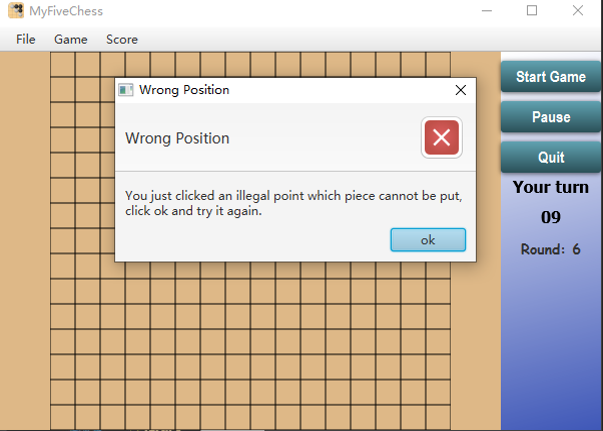 MyFiveChess
File Game Score
Wrong Position
Wrong Position
You just clicked an illegal point which piece cannot be put,
click ok and try it again.
ok
Start Game
Pause
Quit
Your turn
09
Round: 6